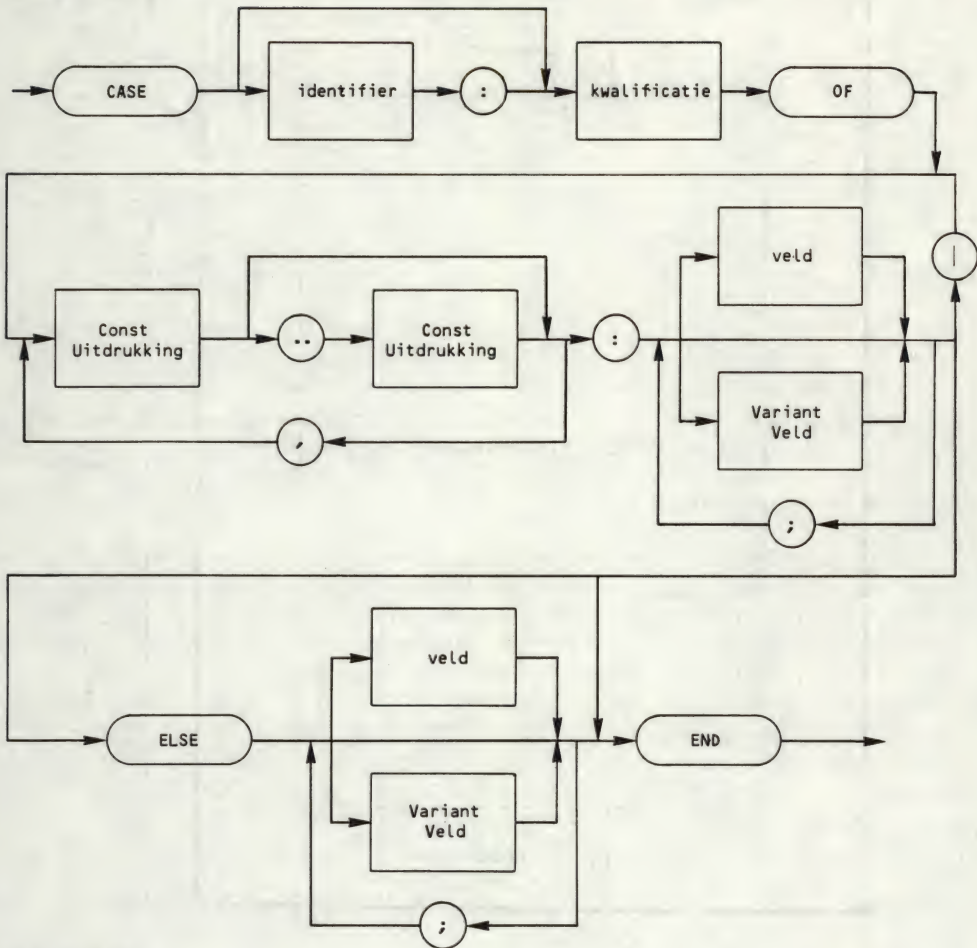 CASE
identifier
:
kwalificatie
OF
veld
|
Const
Uitdrukking
..
Const
Uitdrukking
:
Variant
Veld
,
;
veld
ELSE
END
Variant
Veld
;